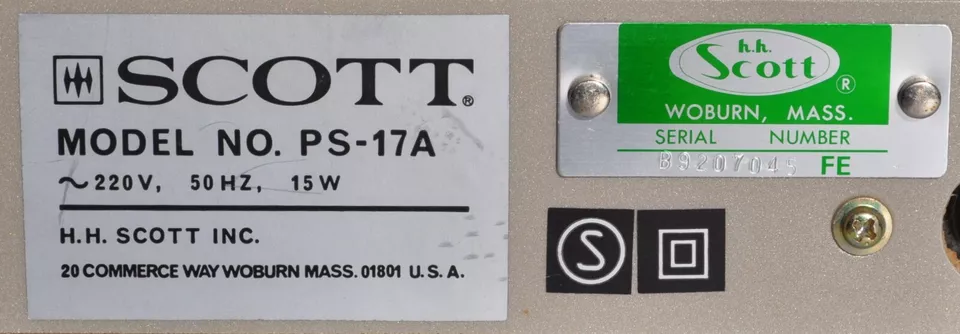 SCOTT®
MODEL NO. PS-17A
~220V, 50HZ, 15W
H.H. SCOTT INC.
20 COMMERCE WAY WOBURN MASS. 01801 U.S.A.
h.h.
Scott ®
WOBURN, MASS.
SERIAL NUMBER
B9207045 FE
S